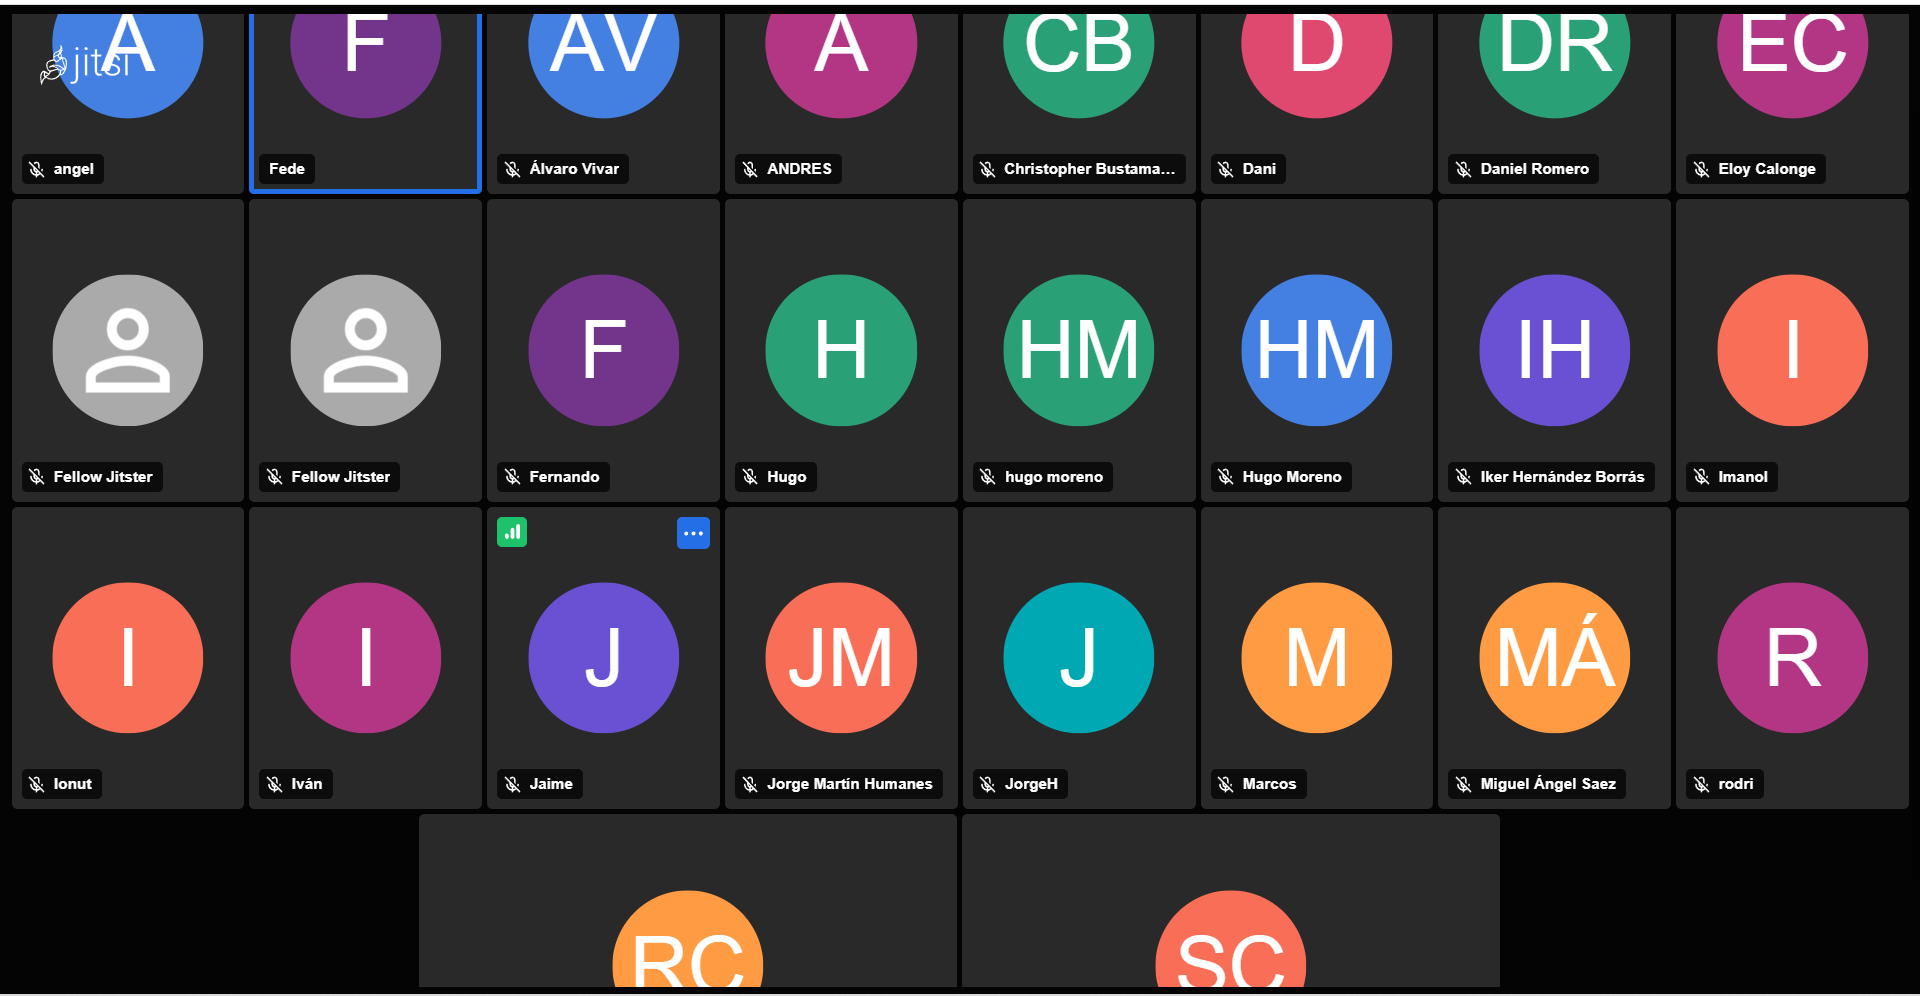 jitsi
A
F
AV
A
CB
D
DR
EC
angel
Fede
Álvaro Vivar
ANDRES
Christopher Bustama...
Dani
Daniel Romero
Eloy Calonge
F
H
HM
HM
IH
I
Fellow Jitster
Fellow Jitster
Fernando
Hugo
hugo moreno
Hugo Moreno
Iker Hernández Borrás
Imanol
I
I
J
JM
J
M
MÁ
R
Ionut
Iván
Jaime
Jorge Martín Humanes
JorgeH
Marcos
Miguel Ángel Saez
rodri
RC
SC